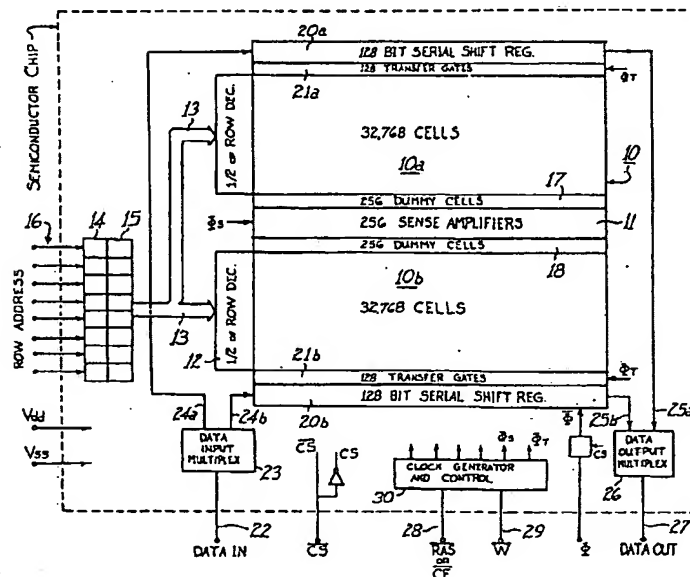 SEMICONDUCTOR CHIP
20a
128 BIT SERIAL SHIFT REG.
128 TRANSFER GATES
ΦT
21a
13
1/2 OF ROW DEC.
32,768 CELLS
10a
10
17
256 DUMMY CELLS
ΦS
256 SENSE AMPLIFIERS
11
256 DUMMY CELLS
18
16
14
15
ROW ADDRESS
13
12
1/2 OF ROW DEC.
10b
32,768 CELLS
21b
128 TRANSFER GATES
ΦT
128 BIT SERIAL SHIFT REG.
20b
Vdd
Vss
24a
24b
DATA INPUT MULTIPLEX
23
22
DATA IN
C̅S̅
CS
C̅S̅
ΦS
ΦT
CLOCK GENERATOR AND CONTROL
30
28
29
R̅A̅S̅
OR
C̅E̅
W̅
Φ
CS
Φ
25b
25a
DATA OUTPUT MULTIPLEX
26
27
DATA OUT